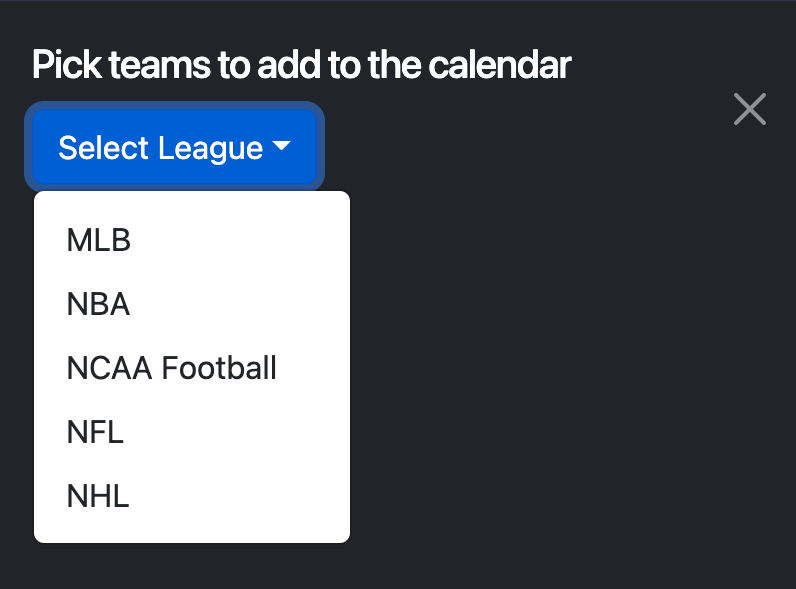 Pick teams to add to the calendar
Select League
MLB
NBA
NCAA Football
NFL
NHL